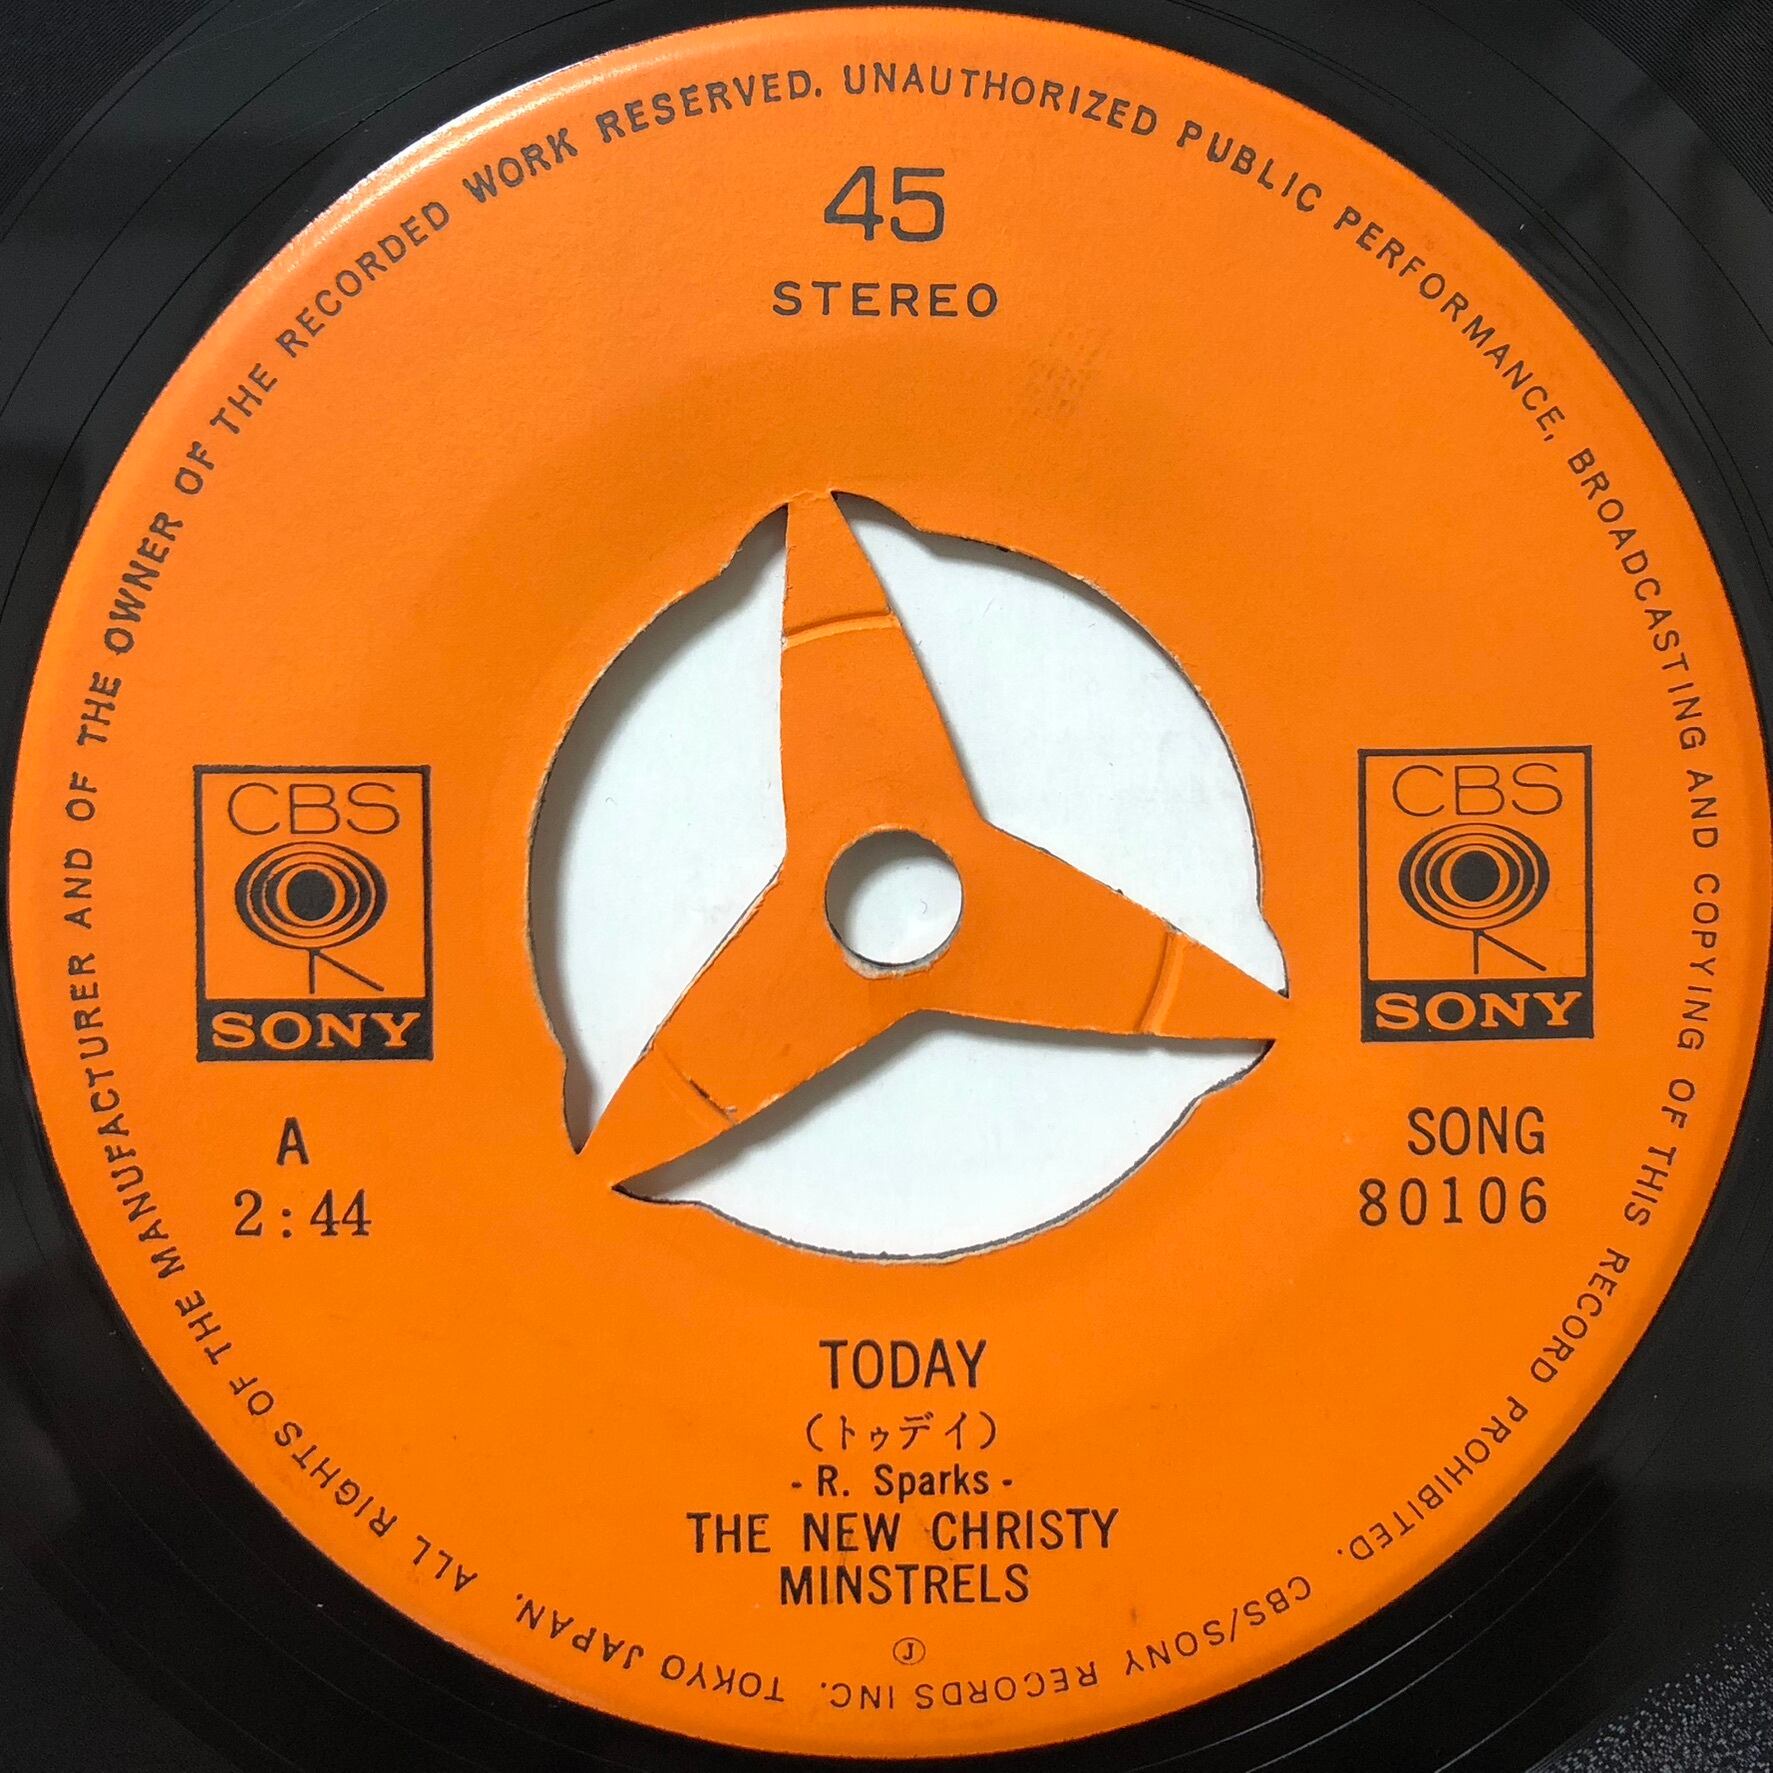 ALL RIGHTS OF THE MANUFACTURER AND OF THE OWNER OF THE RECORDED WORK RESERVED. UNAUTHORIZED PUBLIC PERFORMANCE, BROADCASTING AND COPYING OF THIS RECORD PROHIBITED.
CBS/SONY RECORDS INC. TOKYO JAPAN.
45
STEREO
CBS
SONY
CBS
SONY
A
2:44
SONG
80106
TODAY
(トゥデイ)
- R. Sparks -
THE NEW CHRISTY
MINSTRELS
Ⓙ